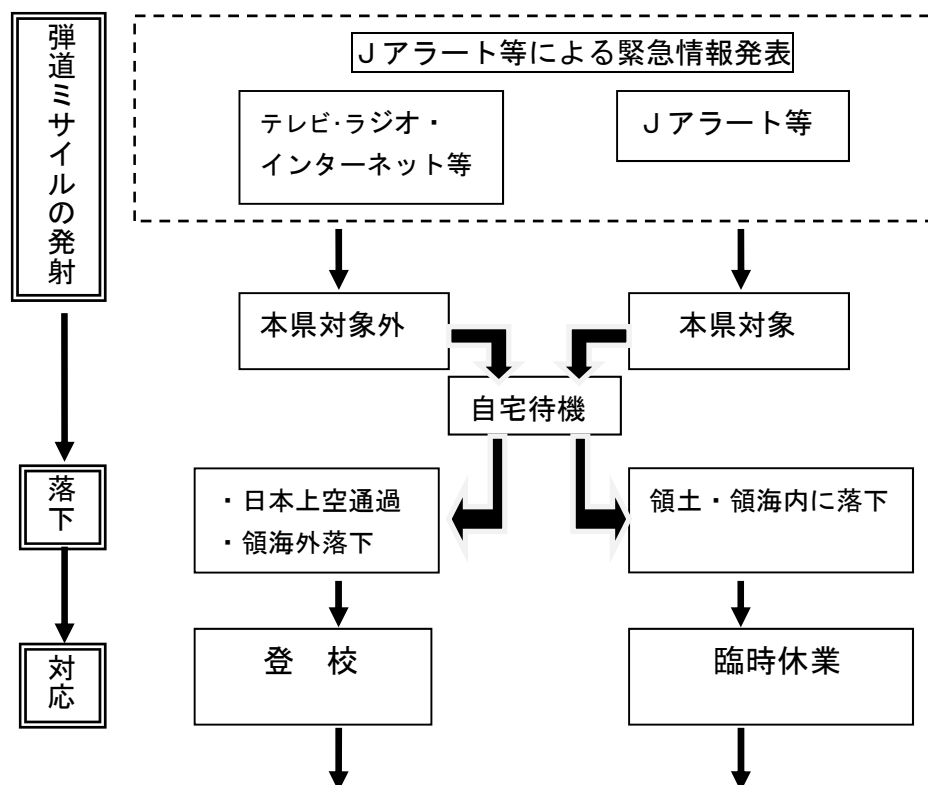 弾道ミサイルの発射
Jアラート等による緊急情報発表
テレビ・ラジオ・
インターネット等
Jアラート等
本県対象外
本県対象
自宅待機
落下
・日本上空通過
・領海外落下
領土・領海内に落下
対応
登　校
臨時休業